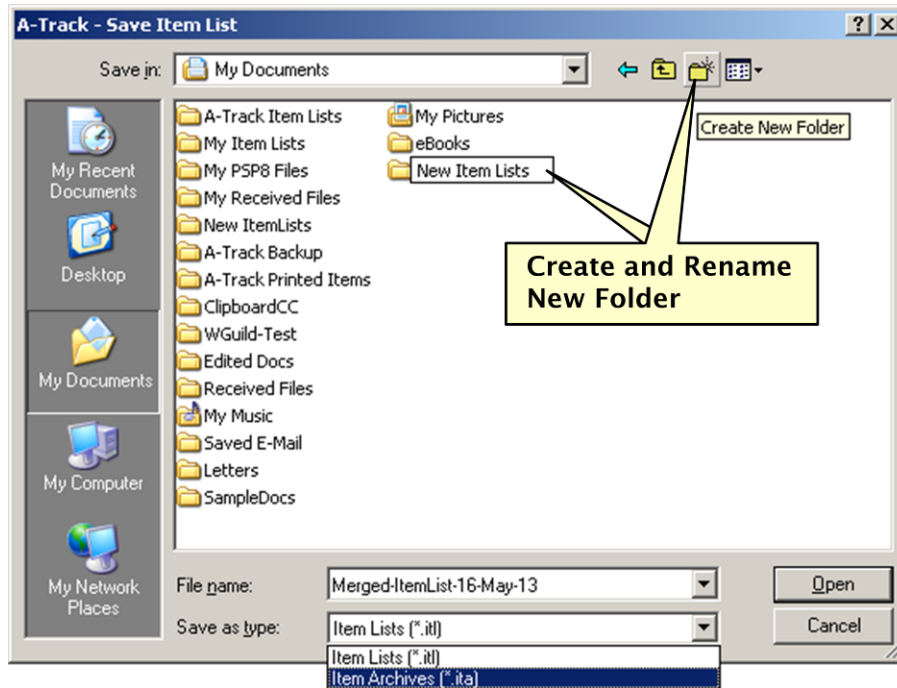 A-Track - Save Item List
Save in:
My Documents
Create New Folder
My Recent
Documents
Desktop
My Documents
My Computer
My Network
Places
A-Track Item Lists
My Item Lists
My PSP8 Files
My Received Files
New ItemLists
A-Track Backup
A-Track Printed Items
ClipboardCC
WGuild-Test
Edited Docs
Received Files
My Music
Saved E-Mail
Letters
SampleDocs
My Pictures
eBooks
New Item Lists
Create and Rename
New Folder
File name:
Merged-ItemList-16-May-13
Open
Save as type:
Item Lists (*.itl)
Cancel
Item Lists (*.itl)
Item Archives (*.ita)